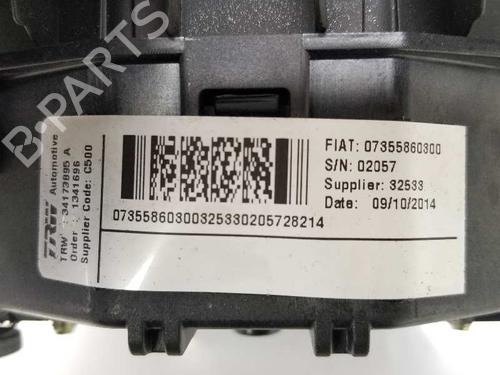 B-PARTS
TRW Automotive
TRW : 34173895 A
Order : 1341696
Supplier Code: C500
FIAT: 07355860300
S/N: 02057
Supplier: 32533
Date: 09/10/2014
07355860300325330205728214